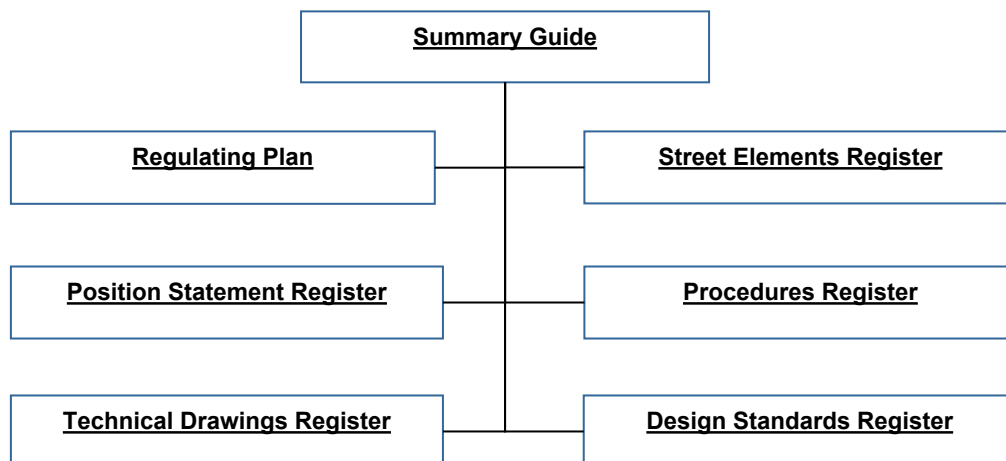 Summary Guide
Regulating Plan
Street Elements Register
Position Statement Register
Procedures Register
Technical Drawings Register
Design Standards Register